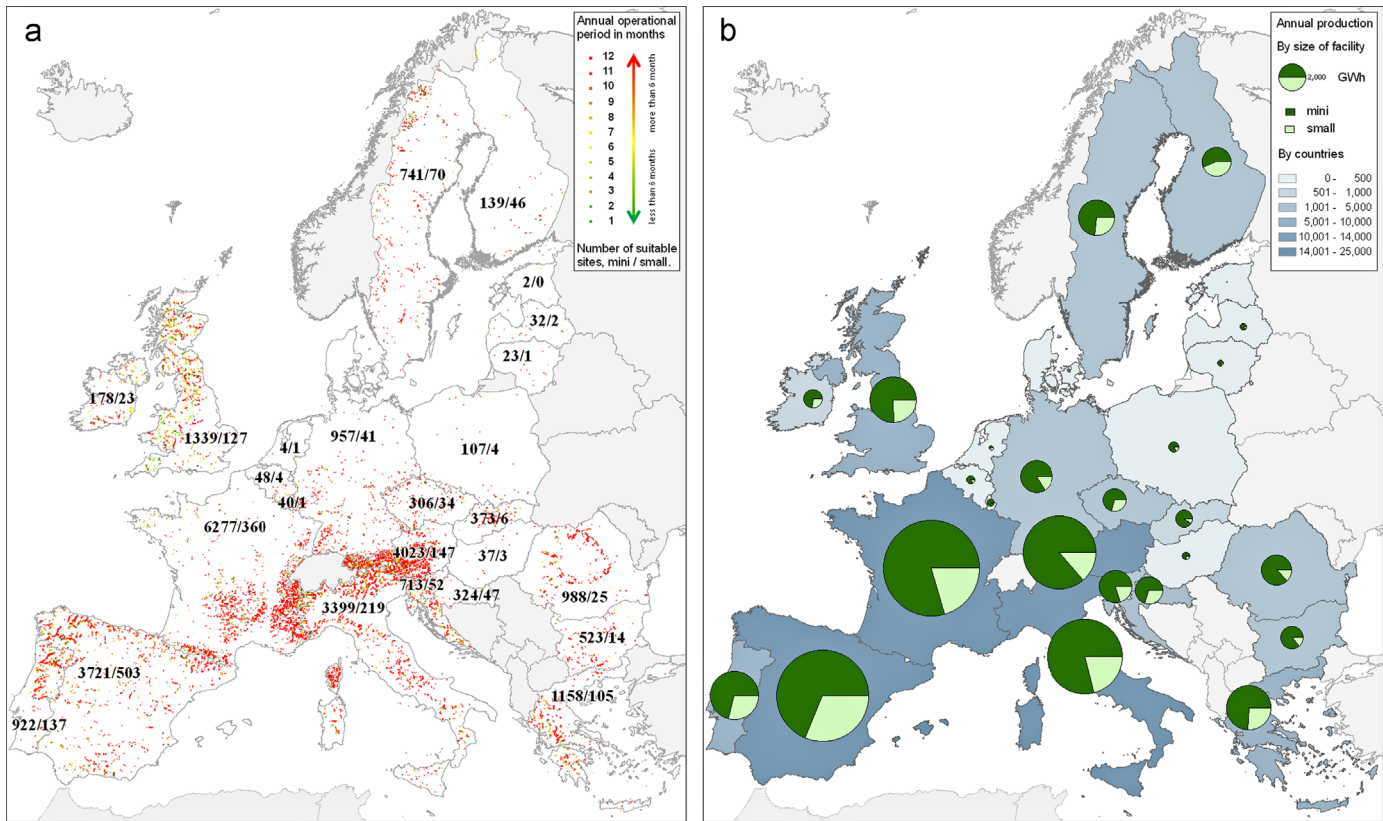 a
Annual operational
period in months
12
11
10
9
8
7
6
5
4
3
2
1
more than 6 month
less than 6 months
Number of suitable
sites, mini / small.
741/70
139/46
2/0
32/2
23/1
178/23
1339/127
4/1
957/41
107/4
48/4
40/1
306/34
373/6
6277/360
4023/147
37/3
713/52
324/47
3399/219
988/25
523/14
3721/503
1158/105
922/137
b
Annual production
By size of facility
2,000 GWh
mini
small
By countries
0 - 500
501 - 1,000
1,001 - 5,000
5,001 - 10,000
10,001 - 14,000
14,001 - 25,000